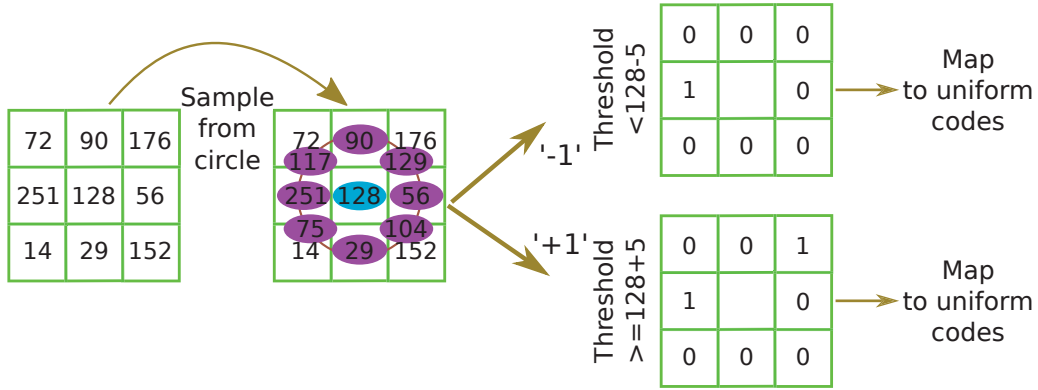 72 90 176
251 128 56
14 29 152
Sample
from
circle
72 90 176
117 129
251 128 56
75 104
14 29 152
'-1'
'+1'
Threshold
<128-5
0 0 0
1 0
0 0 0
Map
to uniform
codes
Threshold
>=128+5
0 0 1
1 0
0 0 0
Map
to uniform
codes